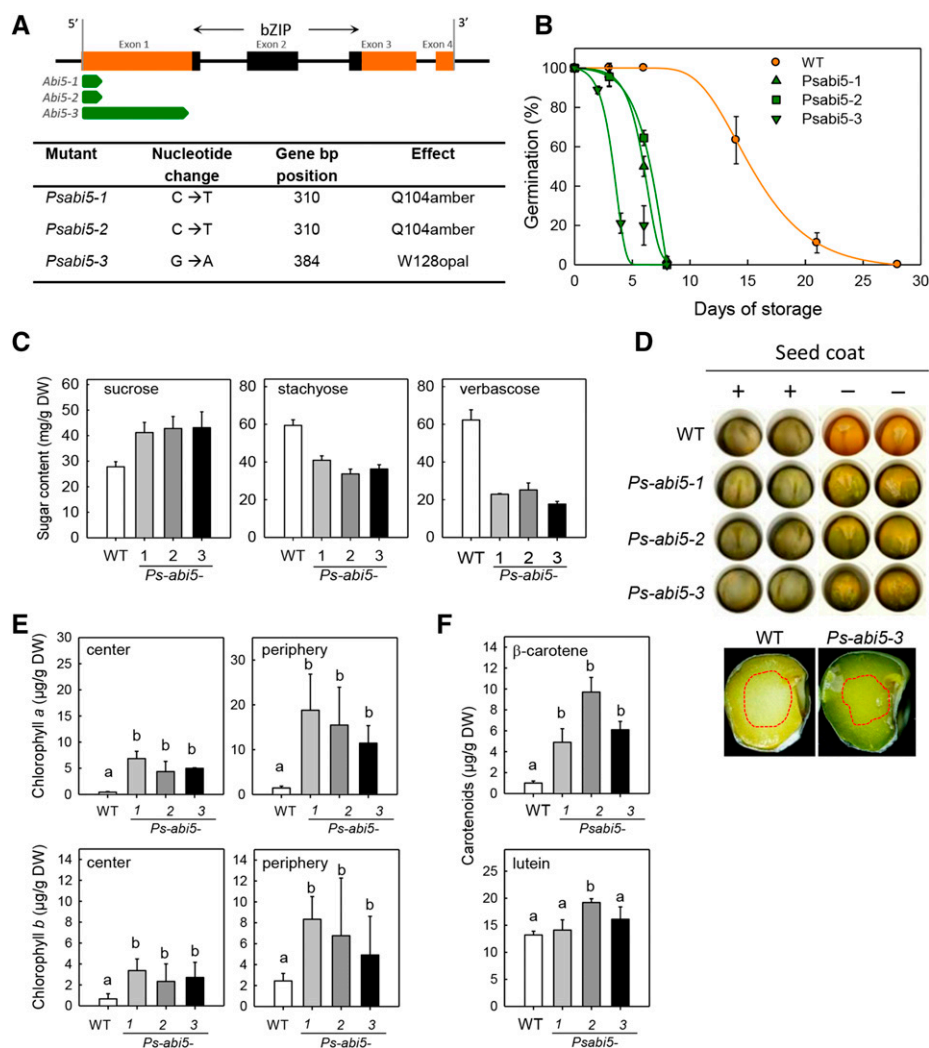 A
5′
3′
bZIP
Exon 1
Exon 2
Exon 3
Exon 4
Abi5-1
Abi5-2
Abi5-3
Mutant Nucleotide change Gene bp position Effect
Psabi5-1 C → T 310 Q104amber
Psabi5-2 C → T 310 Q104amber
Psabi5-3 G → A 384 W128opal
B
Germination (%)
100
80
60
40
20
0
0 5 10 15 20 25 30
Days of storage
WT
Psabi5-1
Psabi5-2
Psabi5-3
C
Sugar content (mg/g DW)
sucrose
60
50
40
30
20
10
0
WT 1 2 3
Ps-abi5-
stachyose
80
60
40
20
0
WT 1 2 3
Ps-abi5-
verbascose
80
60
40
20
0
WT 1 2 3
Ps-abi5-
D
Seed coat
+ + – –
WT
Ps-abi5-1
Ps-abi5-2
Ps-abi5-3
WT Ps-abi5-3
E
Chlorophyll a (µg/g DW)
center
30
25
20
15
10
5
0
a b b b
WT 1 2 3
Ps-abi5-
periphery
30
20
10
0
a b b b
WT 1 2 3
Ps-abi5-
Chlorophyll b (µg/g DW)
center
14
12
10
8
6
4
2
0
a b b b
WT 1 2 3
Ps-abi5-
periphery
14
12
10
8
6
4
2
0
a b b b
WT 1 2 3
Ps-abi5-
F
Carotenoids (µg/g DW)
β-carotene
14
12
10
8
6
4
2
0
a b b b
WT 1 2 3
Psabi5-
lutein
25
20
15
10
5
0
a a b a
WT 1 2 3
Psabi5-